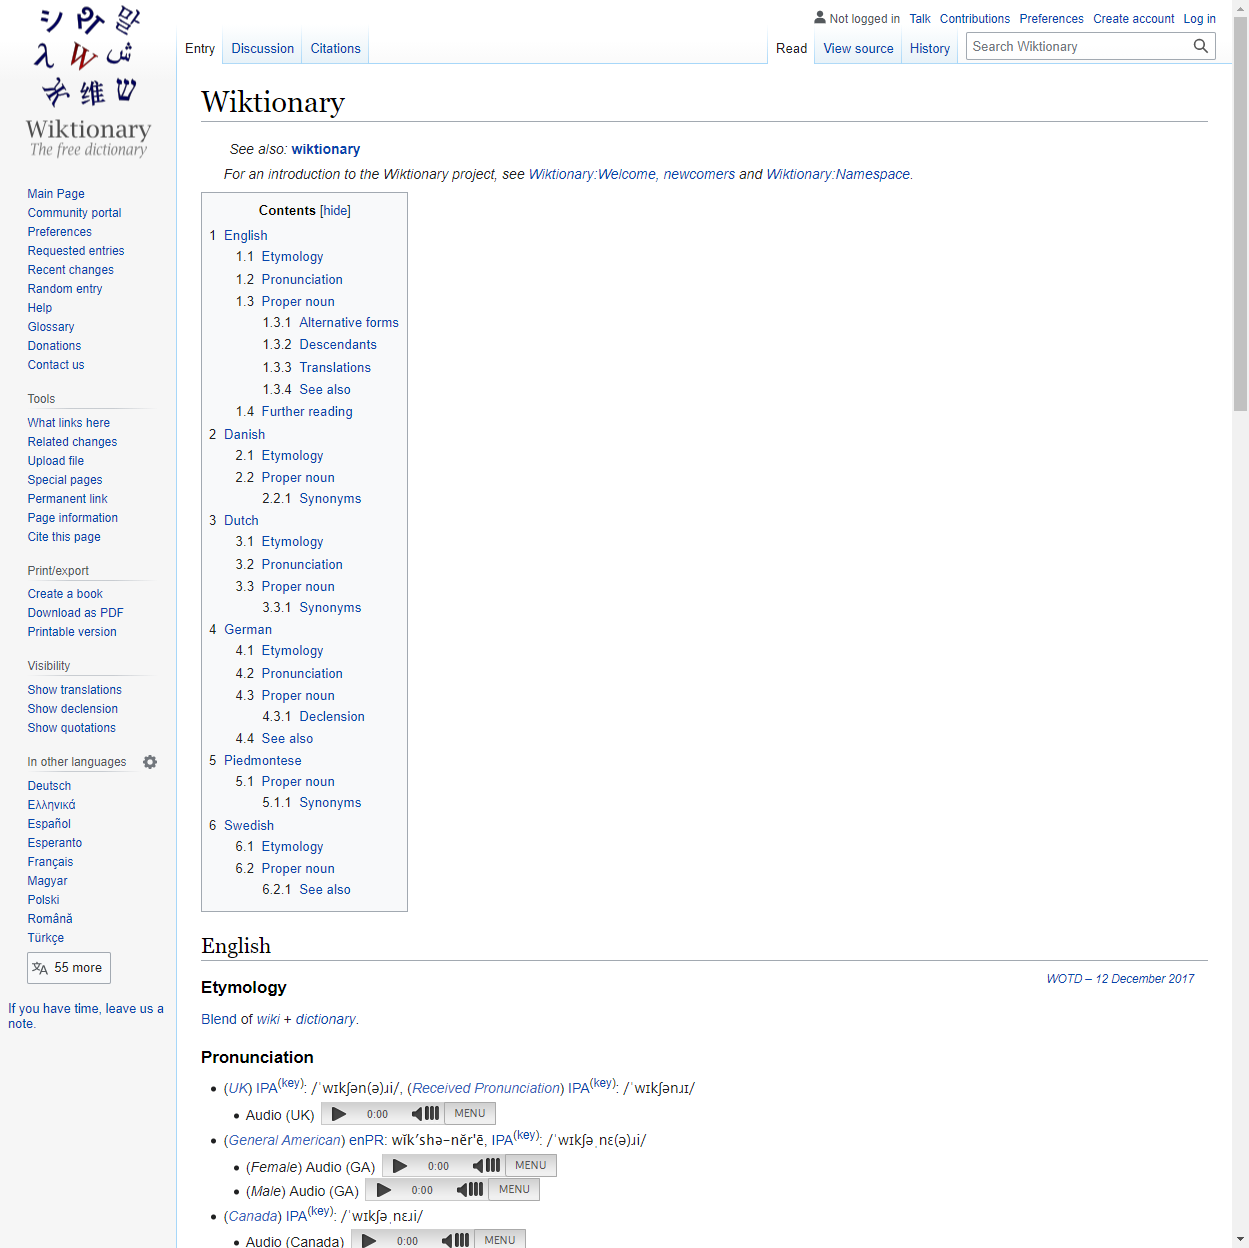 Not logged in Talk Contributions Preferences Create account Log in
Entry Discussion Citations Read View source History Search Wiktionary
シ Ψ 말
λ W ش
維 ש
Wiktionary
The free dictionary
Main Page
Community portal
Preferences
Requested entries
Recent changes
Random entry
Help
Glossary
Donations
Contact us
Tools
What links here
Related changes
Upload file
Special pages
Permanent link
Page information
Cite this page
Print/export
Create a book
Download as PDF
Printable version
Visibility
Show translations
Show declension
Show quotations
In other languages
Deutsch
Ελληνικά
Español
Esperanto
Français
Magyar
Polski
Română
Türkçe
55 more
If you have time, leave us a
note.
Wiktionary
See also: wiktionary
For an introduction to the Wiktionary project, see Wiktionary:Welcome, newcomers and Wiktionary:Namespace.
Contents [hide]
1 English
1.1 Etymology
1.2 Pronunciation
1.3 Proper noun
1.3.1 Alternative forms
1.3.2 Descendants
1.3.3 Translations
1.3.4 See also
1.4 Further reading
2 Danish
2.1 Etymology
2.2 Proper noun
2.2.1 Synonyms
3 Dutch
3.1 Etymology
3.2 Pronunciation
3.3 Proper noun
3.3.1 Synonyms
4 German
4.1 Etymology
4.2 Pronunciation
4.3 Proper noun
4.3.1 Declension
4.4 See also
5 Piedmontese
5.1 Proper noun
5.1.1 Synonyms
6 Swedish
6.1 Etymology
6.2 Proper noun
6.2.1 See also
English
WOTD – 12 December 2017
Etymology
Blend of wiki + dictionary.
Pronunciation
• (UK) IPA(key): /ˈwɪkʃən(ə)ɹi/, (Received Pronunciation) IPA(key): /ˈwɪkʃənɹɪ/
• Audio (UK) 0:00 MENU
• (General American) enPR: wĭkʹshə-nĕr'ē, IPA(key): /ˈwɪkʃəˌnɛ(ə)ɹi/
• (Female) Audio (GA) 0:00 MENU
• (Male) Audio (GA) 0:00 MENU
• (Canada) IPA(key): /ˈwɪkʃəˌnɛɹi/
• Audio (Canada) 0:00 MENU